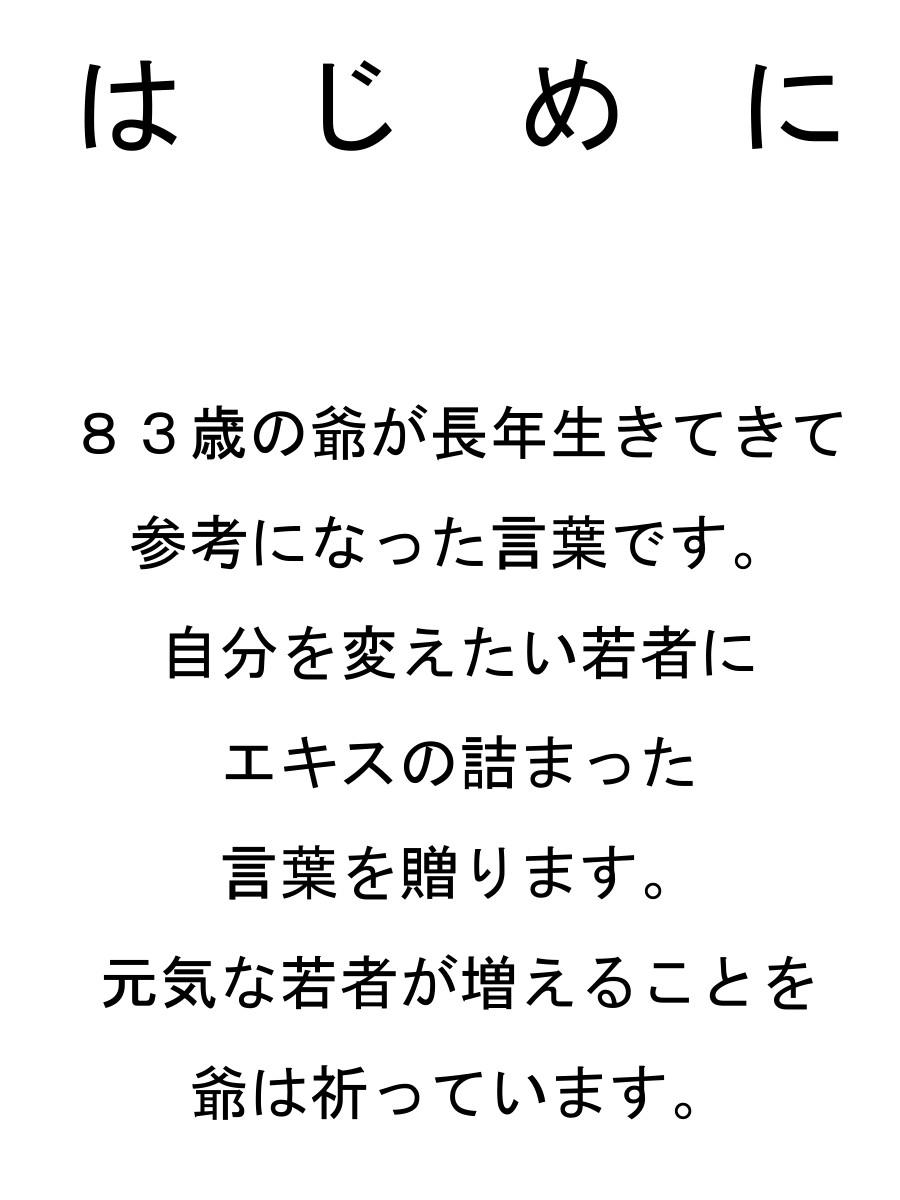 はじめに
８３歳の爺が長年生きてきて
参考になった言葉です。
自分を変えたい若者に
エキスの詰まった
言葉を贈ります。
元気な若者が増えることを
爺は祈っています。